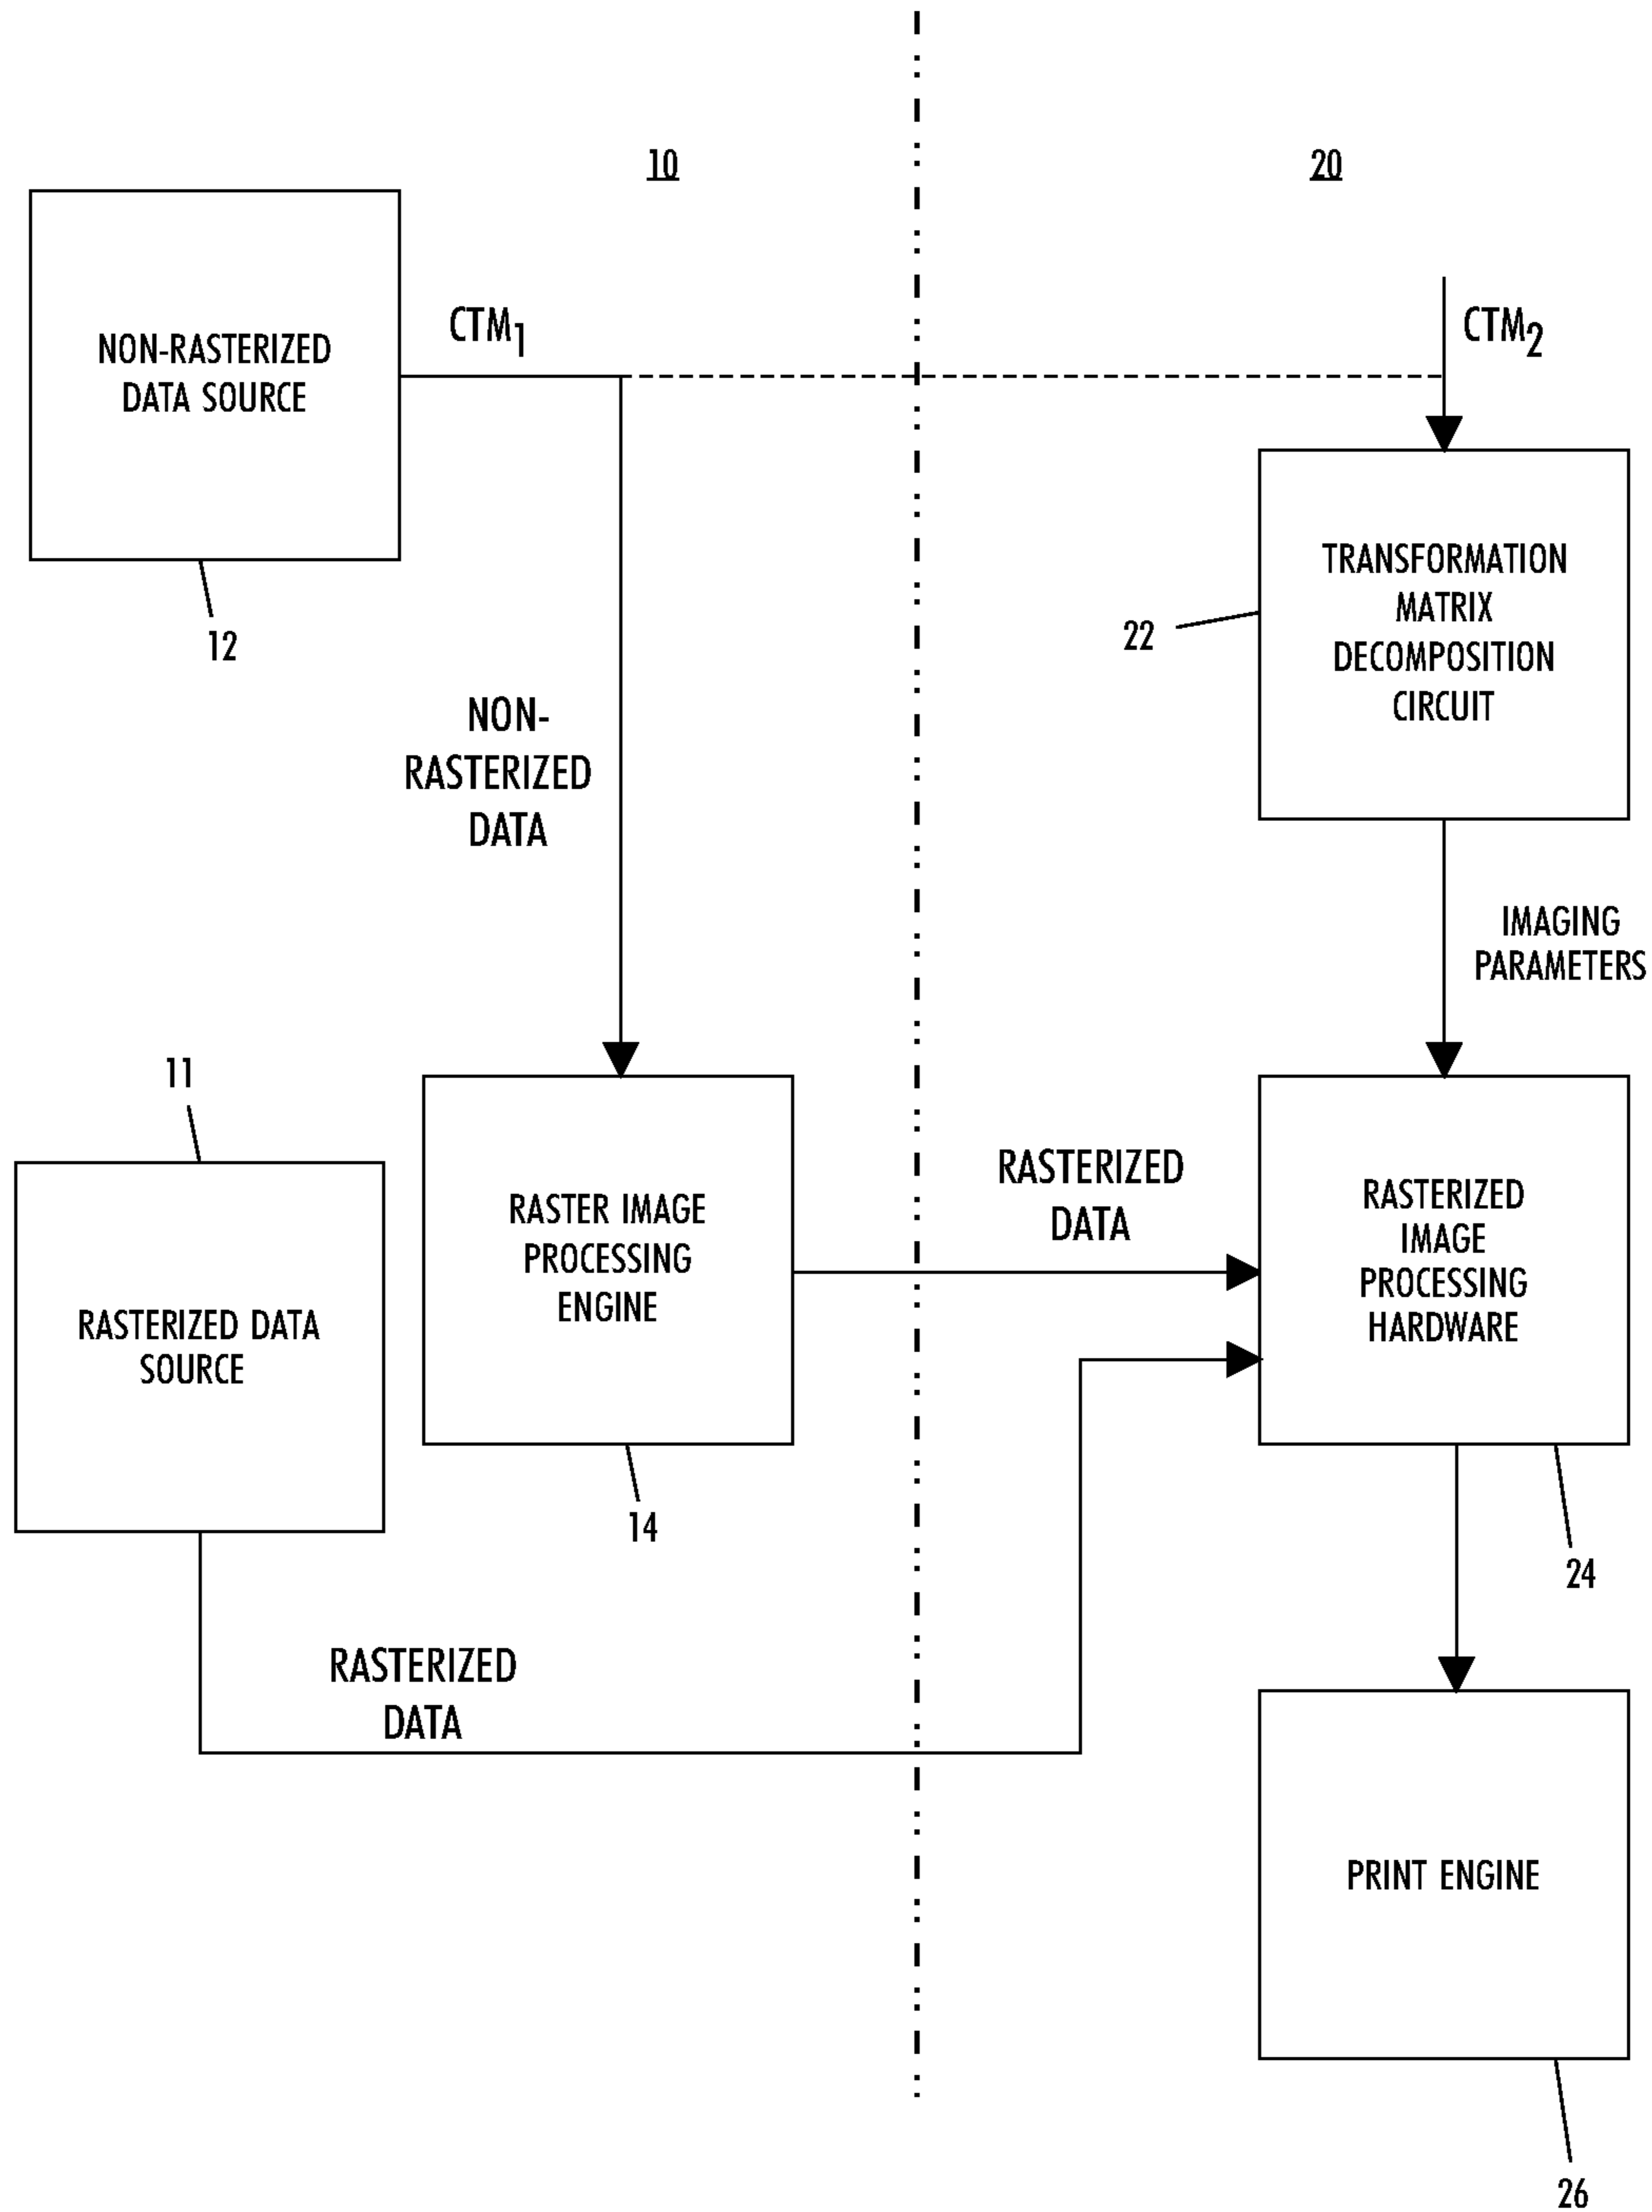 10
20
NON-RASTERIZED
DATA SOURCE
12
CTM1
CTM2
TRANSFORMATION
MATRIX
DECOMPOSITION
CIRCUIT
22
NON-
RASTERIZED
DATA
IMAGING
PARAMETERS
11
RASTERIZED DATA
SOURCE
RASTER IMAGE
PROCESSING
ENGINE
14
RASTERIZED
DATA
RASTERIZED
IMAGE
PROCESSING
HARDWARE
24
RASTERIZED
DATA
PRINT ENGINE
26